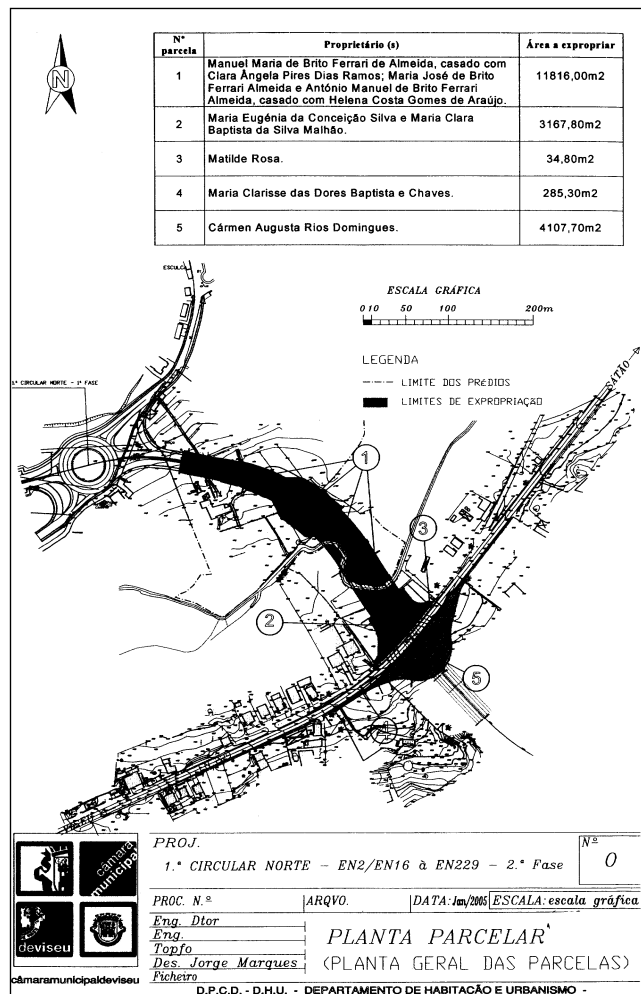 N
Nº parcela
Proprietário (s)
Área a expropriar
1
Manuel Maria de Brito Ferrari de Almeida, casado com
Clara Ângela Pires Dias Ramos; Maria José de Brito
Ferrari Almeida e António Manuel de Brito Ferrari
Almeida, casado com Helena Costa Gomes de Araújo.
11816,00m2
2
Maria Eugénia da Conceição Silva e Maria Clara
Baptista da Silva Malhão.
3167,80m2
3
Matilde Rosa.
34,80m2
4
Maria Clarisse das Dores Baptista e Chaves.
285,30m2
5
Cármen Augusta Rios Domingues.
4107,70m2
ESCULCA
ESCALA GRÁFICA
0 10 50 100 200m
LEGENDA
LIMITE DOS PRÉDIOS
LIMITES DE EXPROPRIAÇÃO
SÁTÃO
1ª CIRCULAR NORTE - 1ª FASE
1
3
2
5
4
câmara
municipal
deviseu
câmaramunicipaldeviseu
PROJ.
1.ª CIRCULAR NORTE - EN2/EN16 à EN229 - 2.ª Fase
Nº
0
PROC. N.º
ARQVO.
DATA: Jan/2005
ESCALA: escala gráfica
Eng. Dtor
Eng.
Topfo
Des. Jorge Marques
Ficheiro
PLANTA PARCELAR
(PLANTA GERAL DAS PARCELAS)
D.P.C.D. - D.H.U. - DEPARTAMENTO DE HABITAÇÃO E URBANISMO -